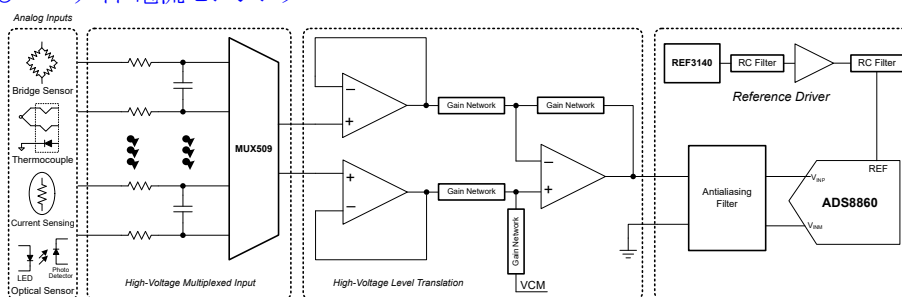 Analog Inputs
Bridge Sensor
Thermocouple
Current Sensing
LED
Photo
Detector
Optical Sensor
MUX509
High-Voltage Multiplexed Input
Gain Network
Gain Network
Gain Network
Gain Network
VCM
High-Voltage Level Translation
REF3140
RC Filter
RC Filter
Reference Driver
Antialiasing
Filter
REF
VINP
ADS8860
VINM